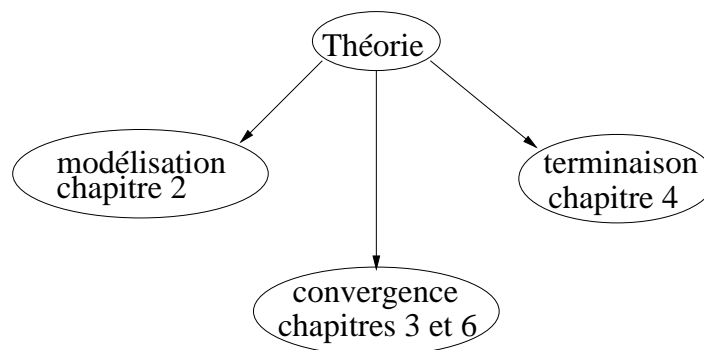 Théorie
modélisation
chapitre 2
terminaison
chapitre 4
convergence
chapitres 3 et 6